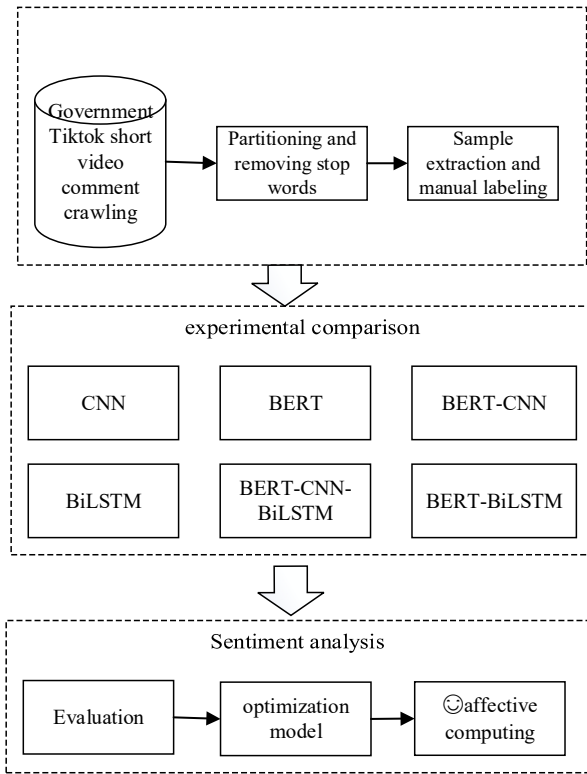 Government
Tiktok short
video
comment
crawling
Partitioning and
removing stop
words
Sample
extraction and
manual labeling
experimental comparison
CNN
BERT
BERT-CNN
BiLSTM
BERT-CNN-
BiLSTM
BERT-BiLSTM
Sentiment analysis
Evaluation
optimization
model
☺affective
computing